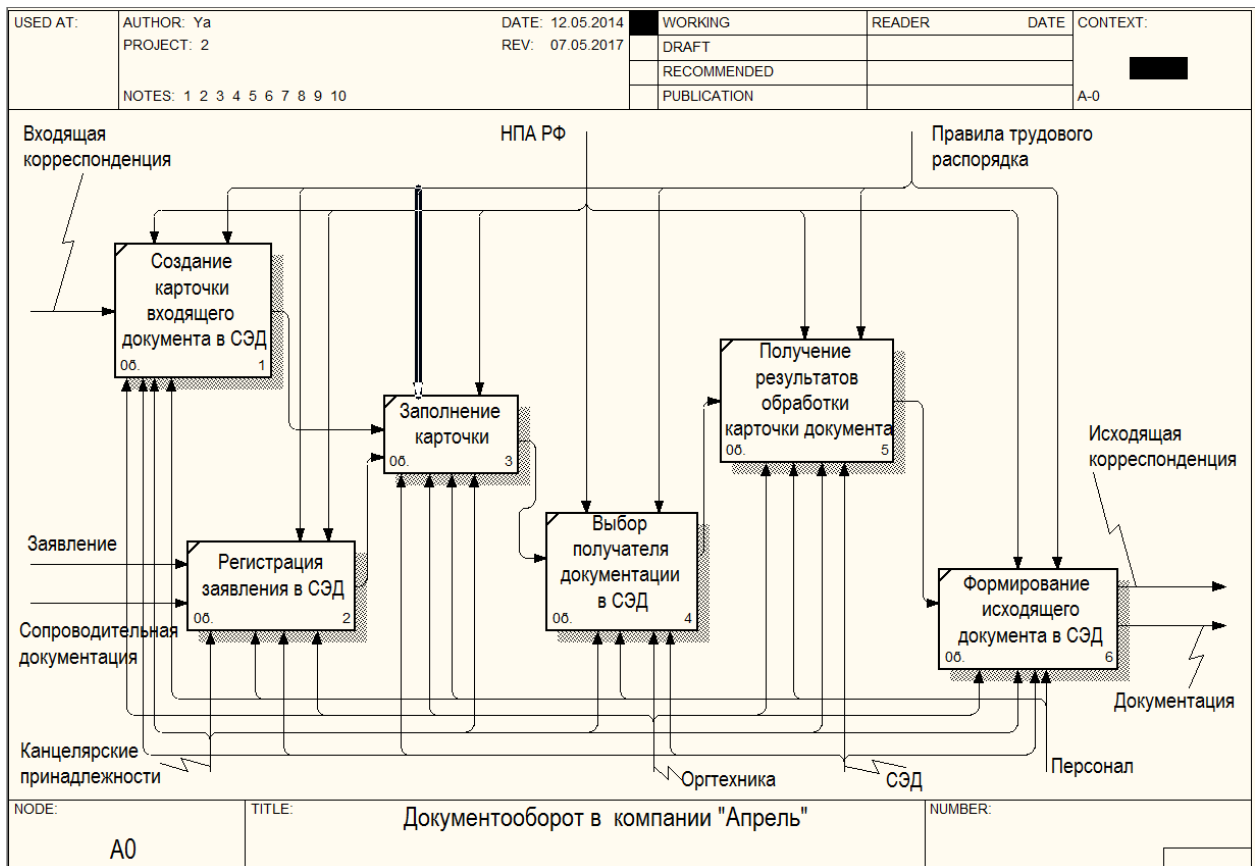 USED AT:
AUTHOR: Ya
DATE: 12.05.2014
PROJECT: 2
REV: 07.05.2017
NOTES: 1 2 3 4 5 6 7 8 9 10
WORKING
DRAFT
RECOMMENDED
PUBLICATION
READER
DATE
CONTEXT:
A-0
Входящая
корреспонденция
НПА РФ
Правила трудового
распорядка
Создание
карточки
входящего
документа в СЭД
0б.
1
Получение
результатов
обработки
карточки документа
0б.
5
Заполнение
карточки
0б.
3
Исходящая
корреспонденция
Выбор
получателя
документации
в СЭД
0б.
4
Заявление
Регистрация
заявления в СЭД
0б.
2
Сопроводительная
документация
Формирование
исходящего
документа в СЭД
0б.
6
Документация
Канцелярские
принадлежности
Оргтехника
СЭД
Персонал
NODE:
A0
TITLE:
Документооборот в компании "Апрель"
NUMBER: